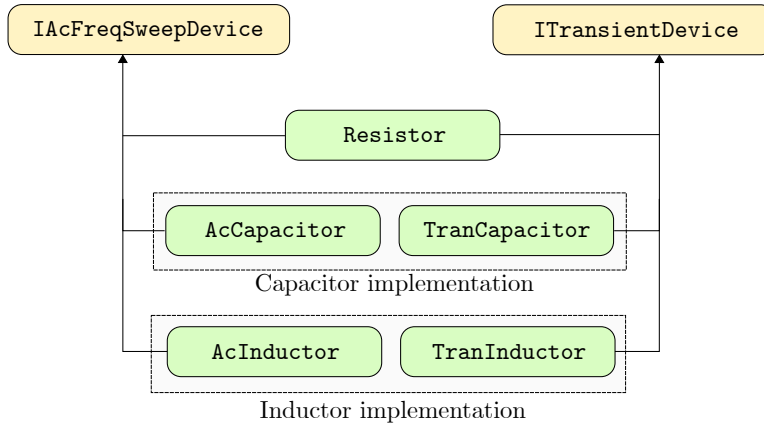 IAcFreqSweepDevice
ITransientDevice
Resistor
AcCapacitor
TranCapacitor
Capacitor implementation
AcInductor
TranInductor
Inductor implementation